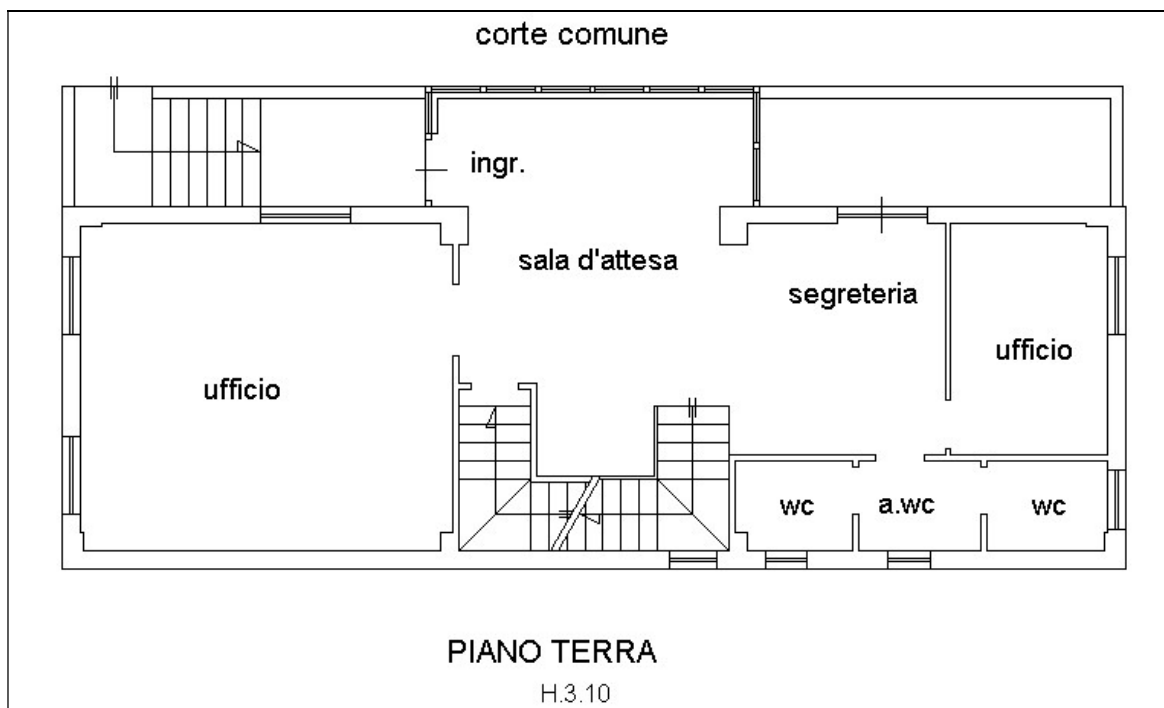 corte comune
ingr.
sala d'attesa
segreteria
ufficio
ufficio
wc
a.wc
wc
PIANO TERRA
H.3.10